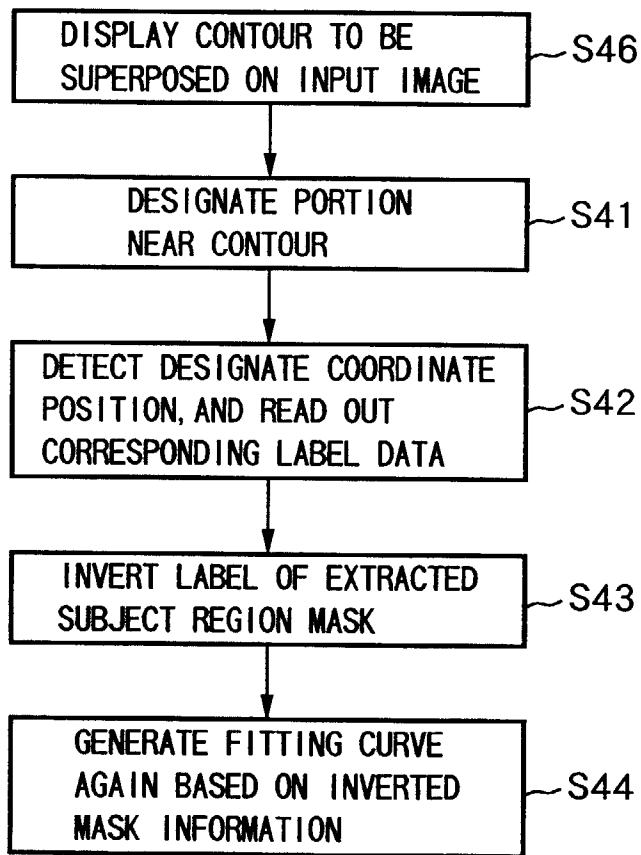 DISPLAY CONTOUR TO BE
SUPERPOSED ON INPUT IMAGE
S46
DESIGNATE PORTION
NEAR CONTOUR
S41
DETECT DESIGNATE COORDINATE
POSITION, AND READ OUT
CORRESPONDING LABEL DATA
S42
INVERT LABEL OF EXTRACTED
SUBJECT REGION MASK
S43
GENERATE FITTING CURVE
AGAIN BASED ON INVERTED
MASK INFORMATION
S44